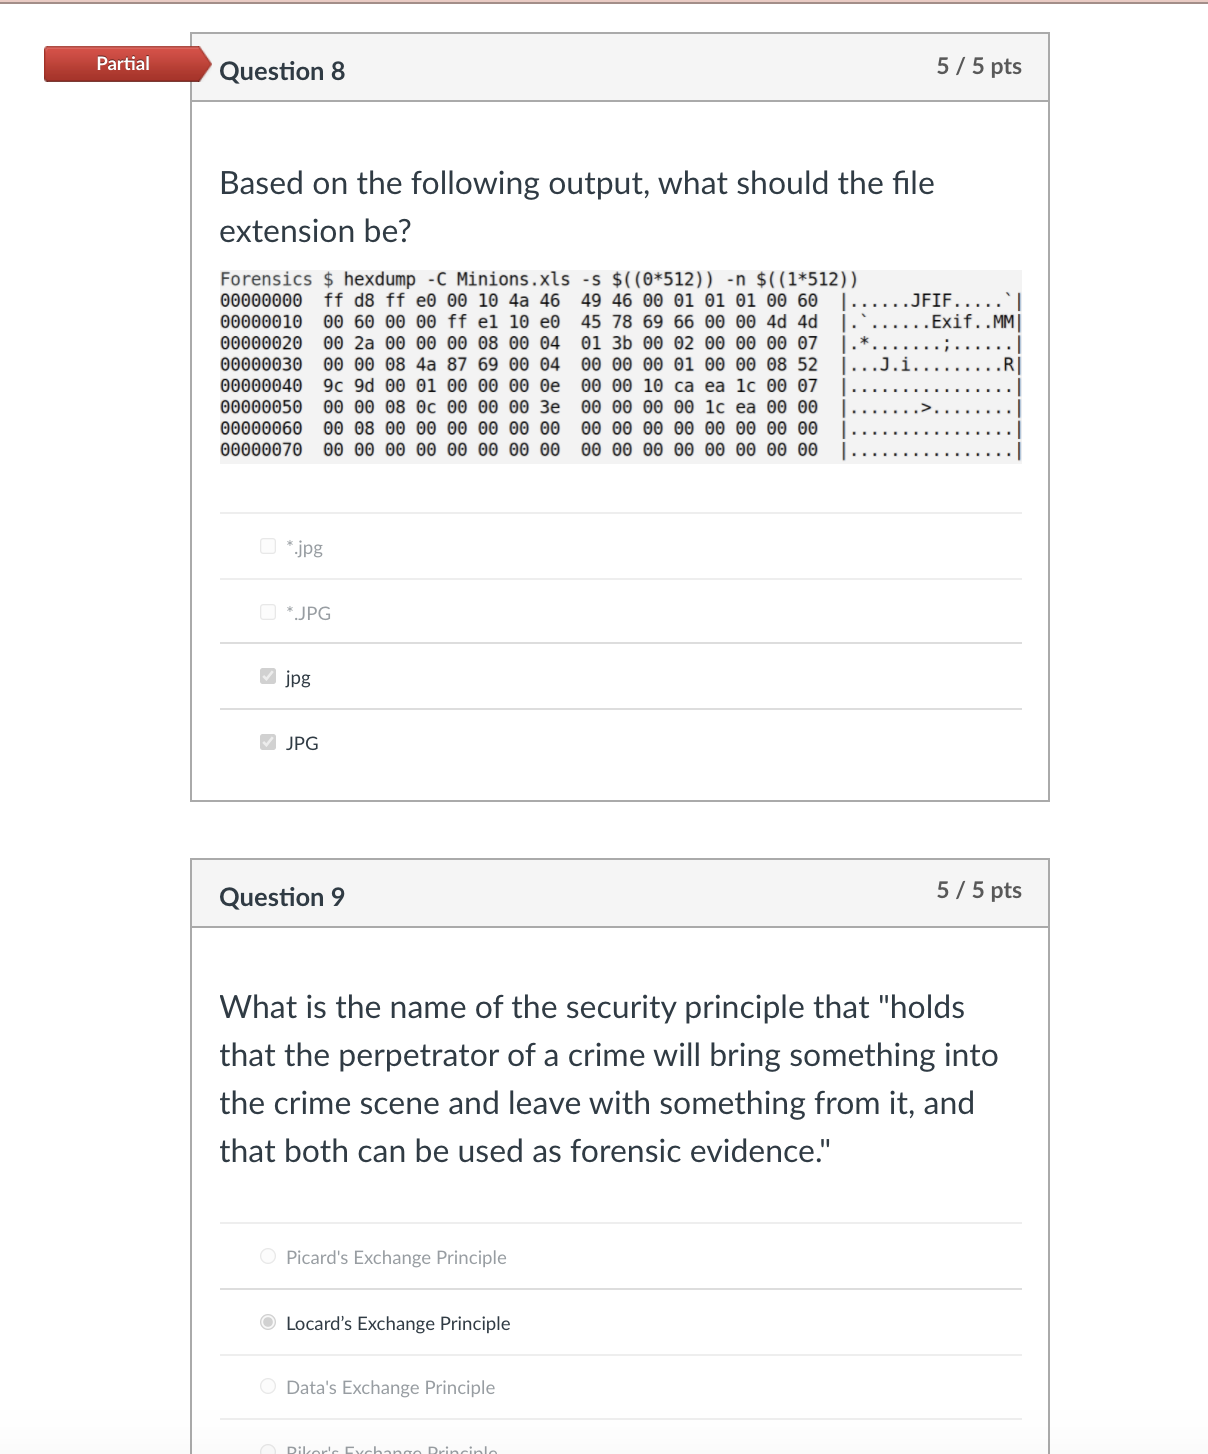 Partial
Question 8
5 / 5 pts
Based on the following output, what should the file
extension be?
Forensics $ hexdump -C Minions.xls -s $((0*512)) -n $((1*512))
00000000  ff d8 ff e0 00 10 4a 46  49 46 00 01 01 01 00 60  |......JFIF.....`|
00000010  00 60 00 00 ff e1 10 e0  45 78 69 66 00 00 4d 4d  |.`......Exif..MM|
00000020  00 2a 00 00 00 08 00 04  01 3b 00 02 00 00 00 07  |.*.......;......|
00000030  00 00 08 4a 87 69 00 04  00 00 00 01 00 00 08 52  |...J.i.........R|
00000040  9c 9d 00 01 00 00 00 0e  00 00 10 ca ea 1c 00 07  |................|
00000050  00 00 08 0c 00 00 00 3e  00 00 00 00 1c ea 00 00  |.......>........|
00000060  00 08 00 00 00 00 00 00  00 00 00 00 00 00 00 00  |................|
00000070  00 00 00 00 00 00 00 00  00 00 00 00 00 00 00 00  |................|
*.jpg
*.JPG
jpg
JPG
Question 9
5 / 5 pts
What is the name of the security principle that "holds
that the perpetrator of a crime will bring something into
the crime scene and leave with something from it, and
that both can be used as forensic evidence."
Picard's Exchange Principle
Locard’s Exchange Principle
Data's Exchange Principle
Riker's Exchange Principle